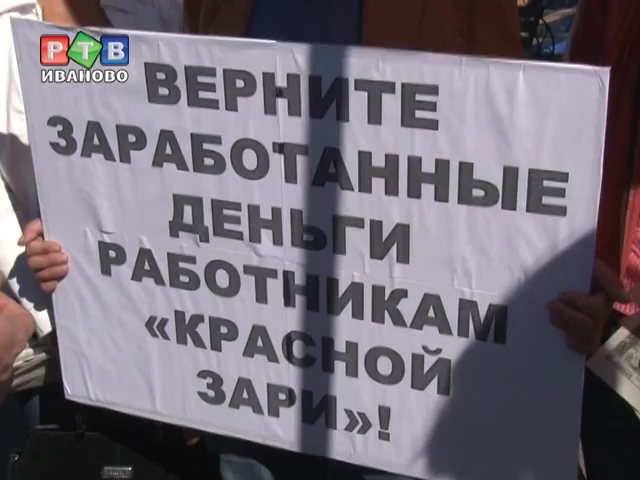 РТВ
ИВАНОВО
ВЕРНИТЕ
ЗАРАБОТАННЫЕ
ДЕНЬГИ
РАБОТНИКАМ
«КРАСНОЙ
ЗАРИ»!